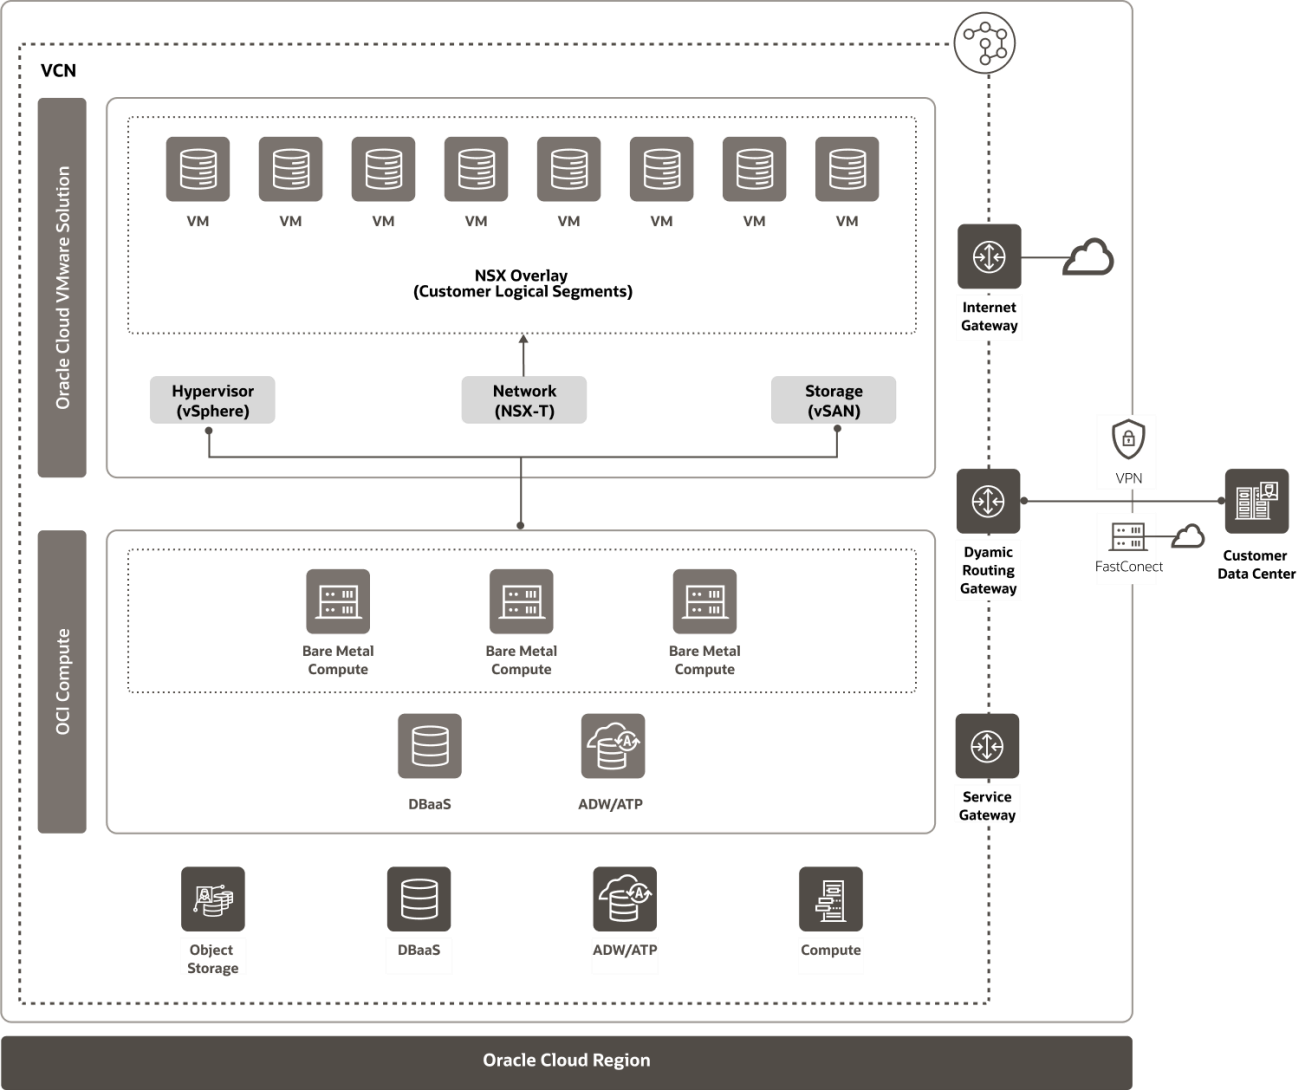 VCN
Oracle Cloud VMware Solution
VM VM VM VM VM VM VM VM
NSX Overlay
(Customer Logical Segments)
Hypervisor
(vSphere)
Network
(NSX-T)
Storage
(vSAN)
Internet
Gateway
VPN
FastConect
Dyamic
Routing
Gateway
Customer
Data Center
OCI Compute
Bare Metal
Compute
Bare Metal
Compute
Bare Metal
Compute
DBaaS
ADW/ATP
Service
Gateway
Object
Storage
DBaaS
ADW/ATP
Compute
Oracle Cloud Region